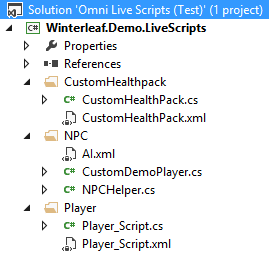 Solution 'Omni Live Scripts (Test)' (1 project)
C# Winterleaf.Demo.LiveScripts
Properties
References
CustomHealthpack
C# CustomHealthPack.cs
CustomHealthPack.xml
NPC
AI.xml
C# CustomDemoPlayer.cs
C# NPCHelper.cs
Player
C# Player_Script.cs
Player_Script.xml